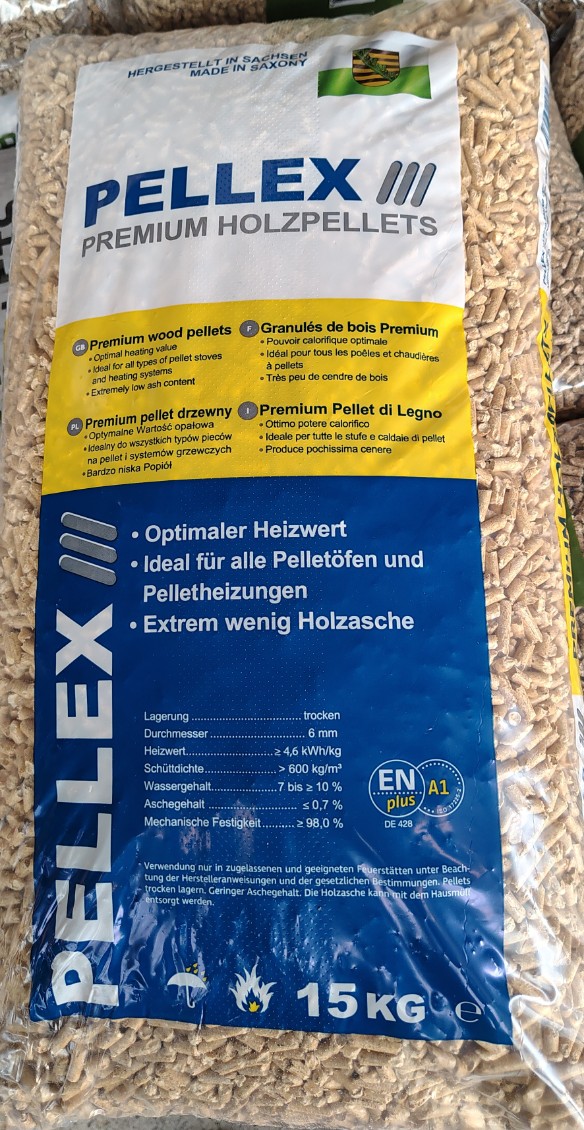 HERGESTELLT IN SACHSEN
MADE IN SAXONY
PELLEX
PREMIUM HOLZPELLETS
GB Premium wood pellets
• Optimal heating value
• Ideal for all types of pellet stoves
and heating systems
• Extremely low ash content
F Granulés de bois Premium
• Pouvoir calorifique optimale
• Idéal pour tous les poêles et chaudières
à pellets
• Très peu de cendre de bois
PL Premium pellet drzewny
• Optymalne Wartość opałowa
• Idealny do wszystkich typów pieców
na pellet i systemów grzewczych
• Bardzo niska Popiół
I Premium Pellet di Legno
• Ottimo potere calorifico
• Ideale per tutte le stufe e caldaie di pellet
• Produce pochissima cenere
PELLEX
• Optimaler Heizwert
• Ideal für alle Pelletöfen und
Pelletheizungen
• Extrem wenig Holzasche
Lagerung ................................ trocken
Durchmesser ............................ 6 mm
Heizwert......................... ≥ 4,6 kWh/kg
Schüttdichte..................... > 600 kg/m³
Wassergehalt................... 7 bis ≥ 10 %
Aschegehalt .......................... ≤ 0,7 %
Mechanische Festigkeit.......... ≥ 98,0 %
EN
plus
A1
DE 428
Verwendung nur in zugelassenen und geeigneten Feuerstätten unter Beach-
tung der Herstelleranweisungen und der gesetzlichen Bestimmungen. Pellets
trocken lagern. Geringer Aschegehalt. Die Holzasche kann mit dem Hausmüll
entsorgt werden.
15 KG e